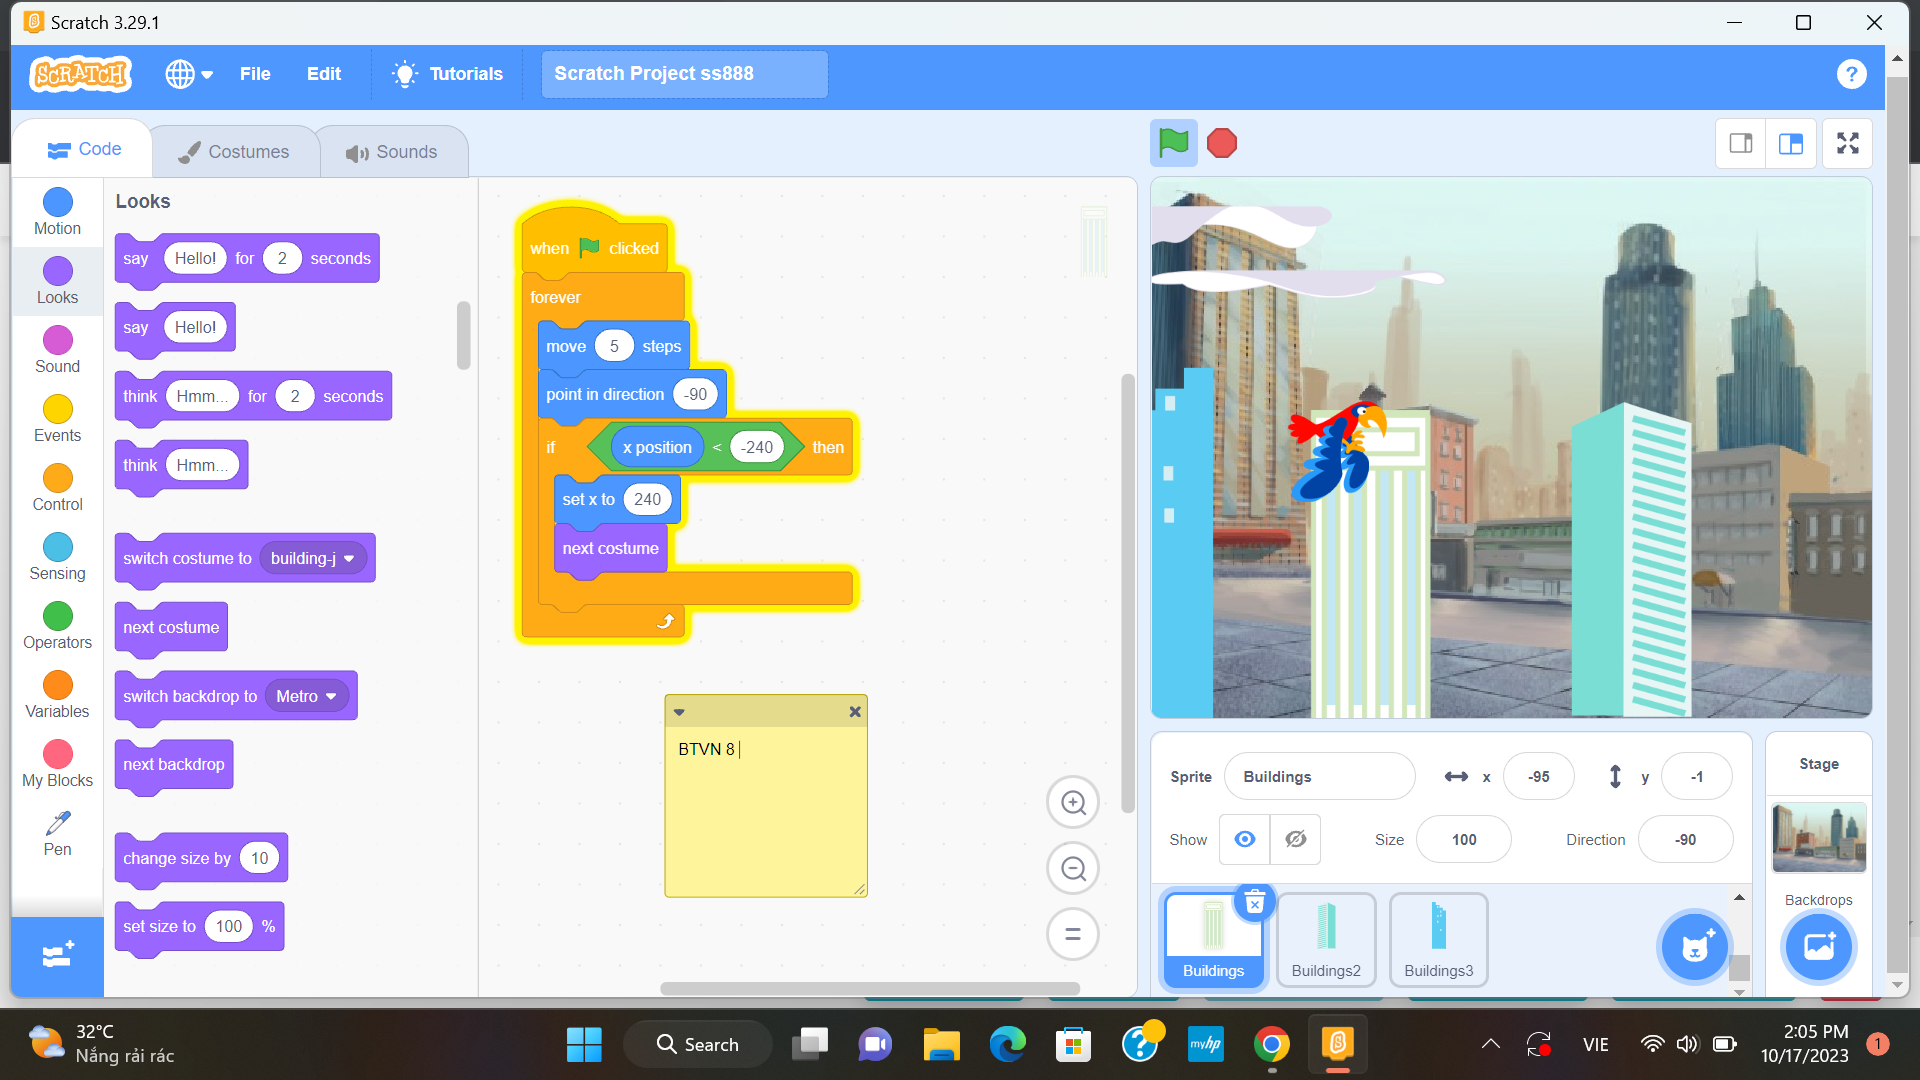 Scratch 3.29.1
SCRATCH
File
Edit
Tutorials
Scratch Project ss888
?
Code
Costumes
Sounds
Motion
Looks
Sound
Events
Control
Sensing
Operators
Variables
My Blocks
Pen
Looks
say Hello! for 2 seconds
say Hello!
think Hmm... for 2 seconds
think Hmm...
switch costume to building-j
next costume
switch backdrop to Metro
next backdrop
change size by 10
set size to 100 %
when clicked
forever
move 5 steps
point in direction -90
if x position < -240 then
set x to 240
next costume
BTVN 8
Sprite Buildings x -95 y -1
Show Size 100 Direction -90
Buildings
Buildings2
Buildings3
Stage
Backdrops
32°C
Nắng rải rác
Search
myhp
VIE
2:05 PM
10/17/2023
1